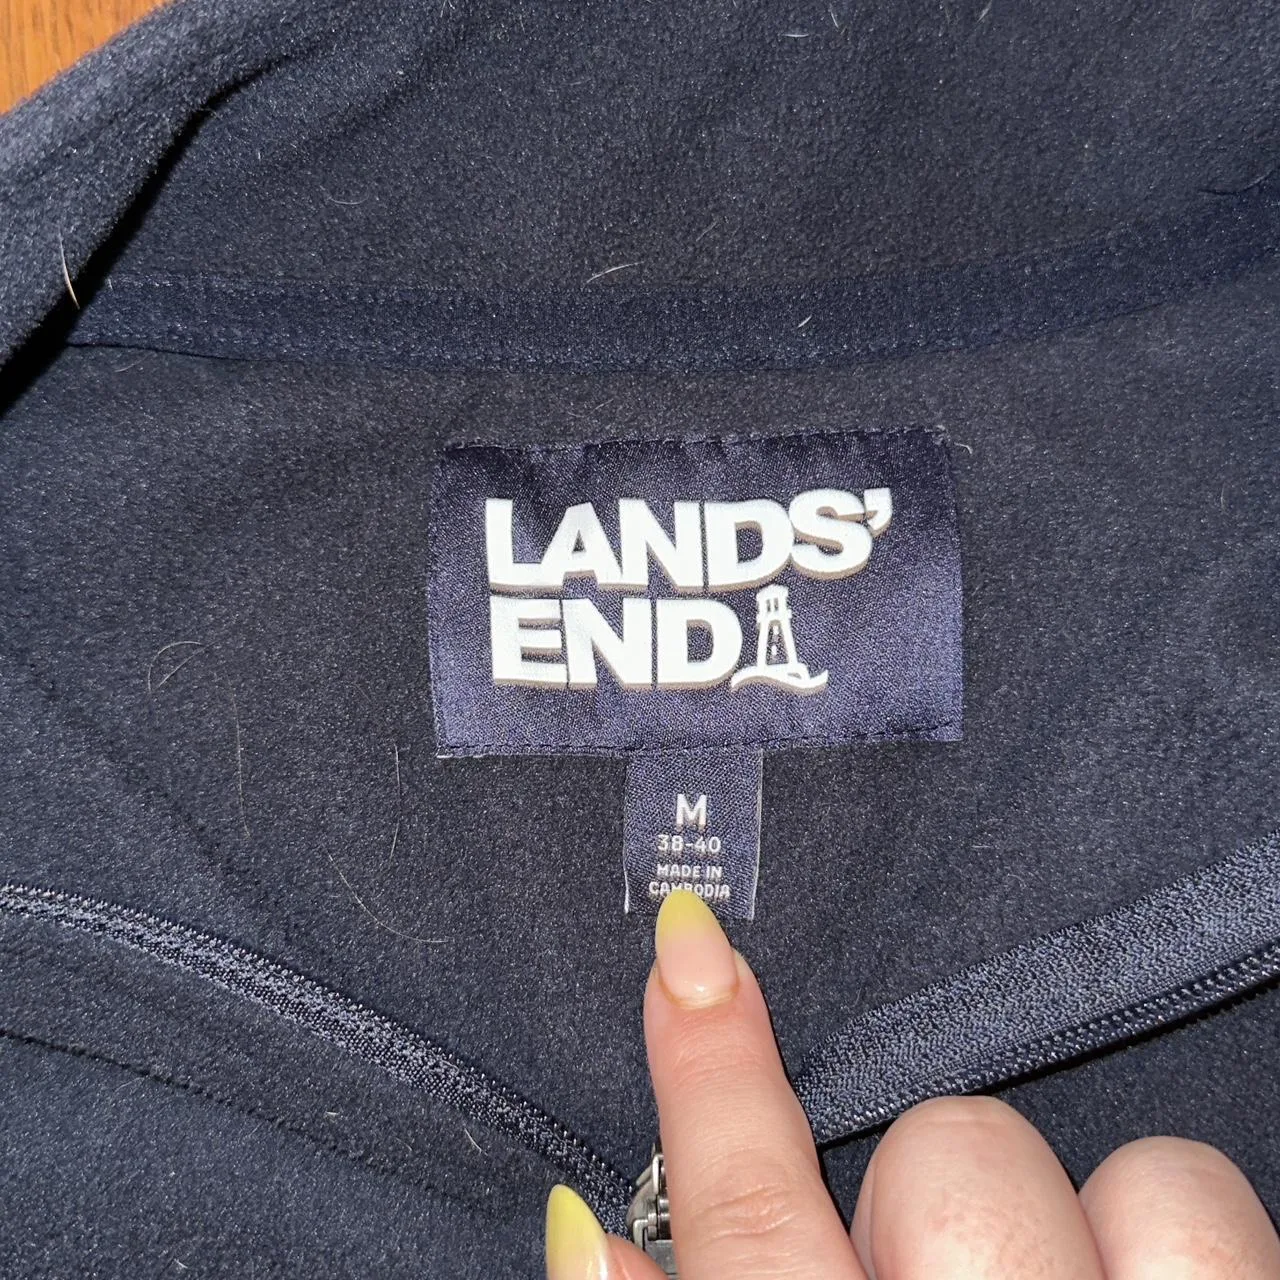 LANDS'
END
M
38-40
MADE IN
CAMBODIA